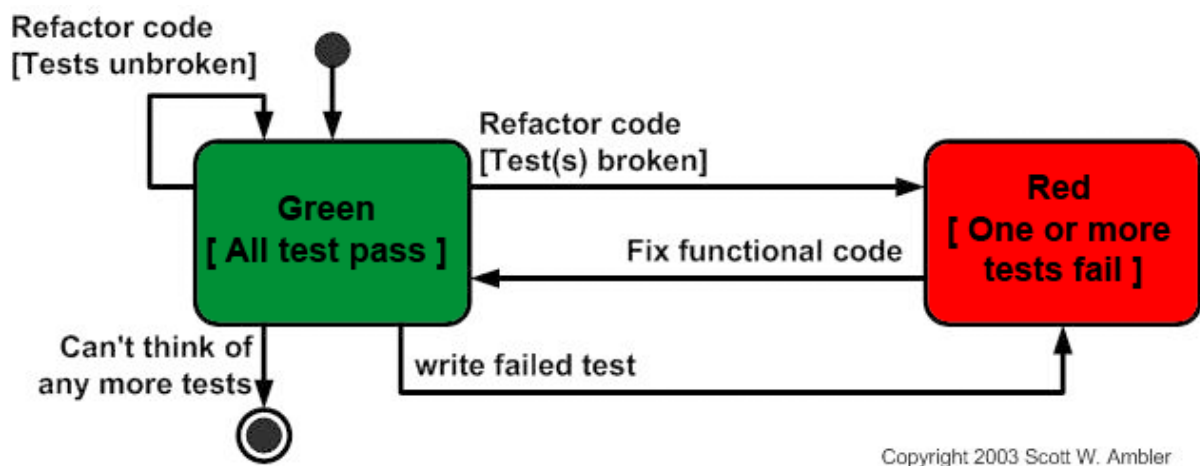 Refactor code
[Tests unbroken]
Refactor code
[Test(s) broken]
Green
[ All test pass ]
Red
[ One or more
tests fail ]
Fix functional code
Can't think of
any more tests
write failed test
Copyright 2003 Scott W. Ambler